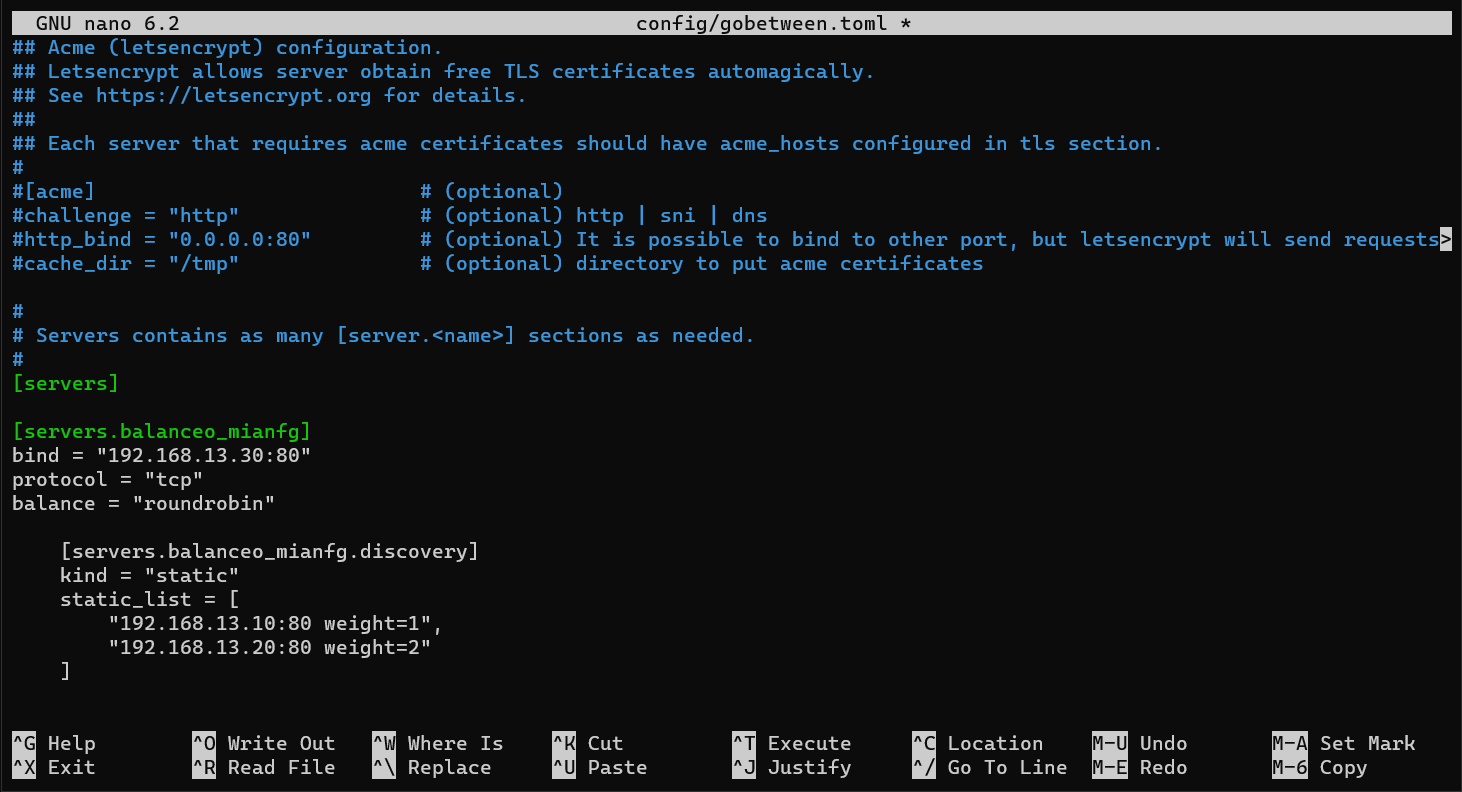 GNU nano 6.2 config/gobetween.toml *
## Acme (letsencrypt) configuration.
## Letsencrypt allows server obtain free TLS certificates automagically.
## See https://letsencrypt.org for details.
##
## Each server that requires acme certificates should have acme_hosts configured in tls section.
#
#[acme] # (optional)
#challenge = "http" # (optional) http | sni | dns
#http_bind = "0.0.0.0:80" # (optional) It is possible to bind to other port, but letsencrypt will send requests>
#cache_dir = "/tmp" # (optional) directory to put acme certificates
#
# Servers contains as many [server.<name>] sections as needed.
#
[servers]
[servers.balanceo_mianfg]
bind = "192.168.13.30:80"
protocol = "tcp"
balance = "roundrobin"
[servers.balanceo_mianfg.discovery]
kind = "static"
static_list = [
"192.168.13.10:80 weight=1",
"192.168.13.20:80 weight=2"
]
^G Help ^O Write Out ^W Where Is ^K Cut ^T Execute ^C Location M-U Undo M-A Set Mark
^X Exit ^R Read File ^\ Replace ^U Paste ^J Justify ^/ Go To Line M-E Redo M-6 Copy